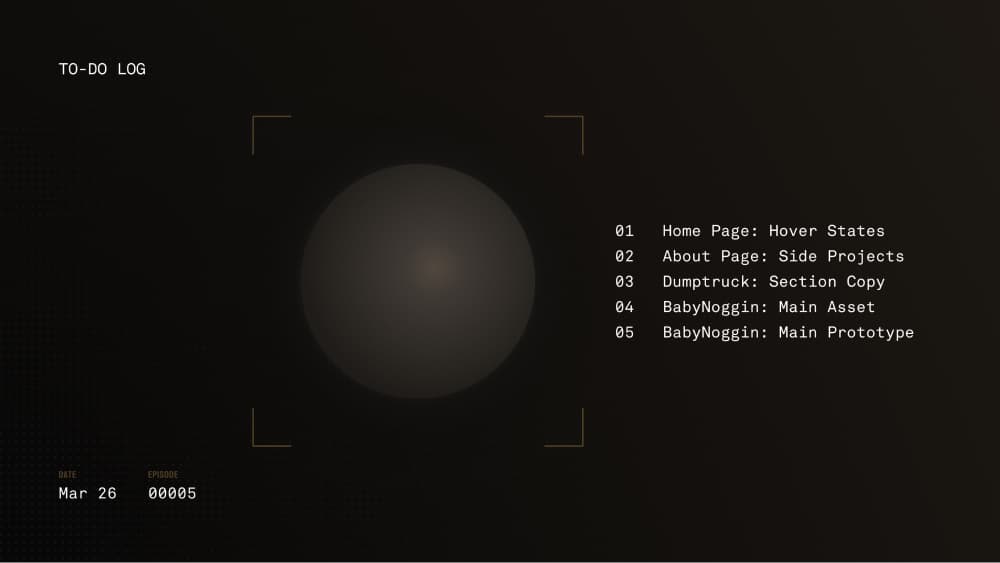 TO-DO LOG
01 Home Page: Hover States
02 About Page: Side Projects
03 Dumptruck: Section Copy
04 BabyNoggin: Main Asset
05 BabyNoggin: Main Prototype
DATE EPISODE
Mar 26 00005